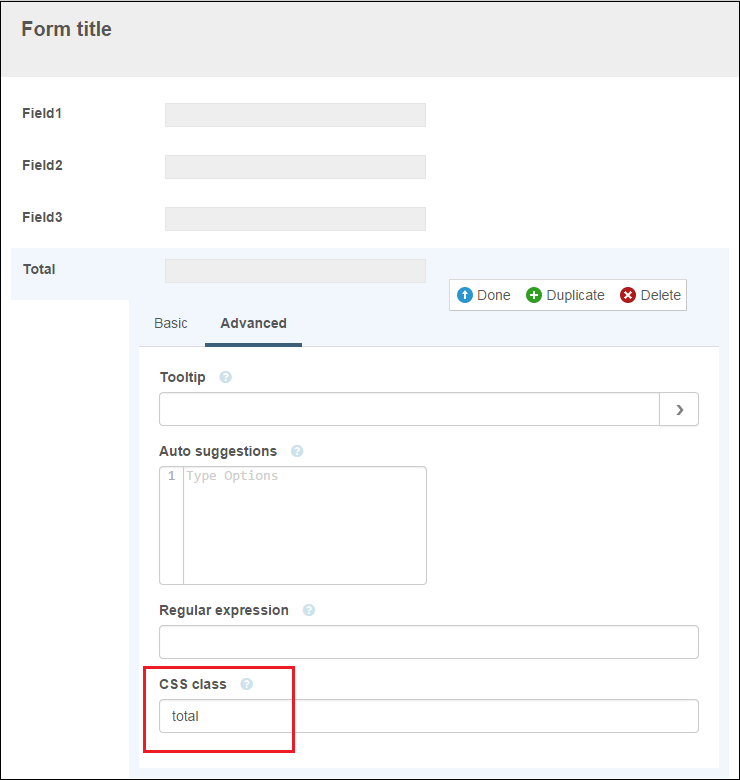 Form title
Field1
Field2
Field3
Total
Done Duplicate Delete
Basic Advanced
Tooltip ?
Auto suggestions ?
1 Type Options
Regular expression ?
CSS class ?
total